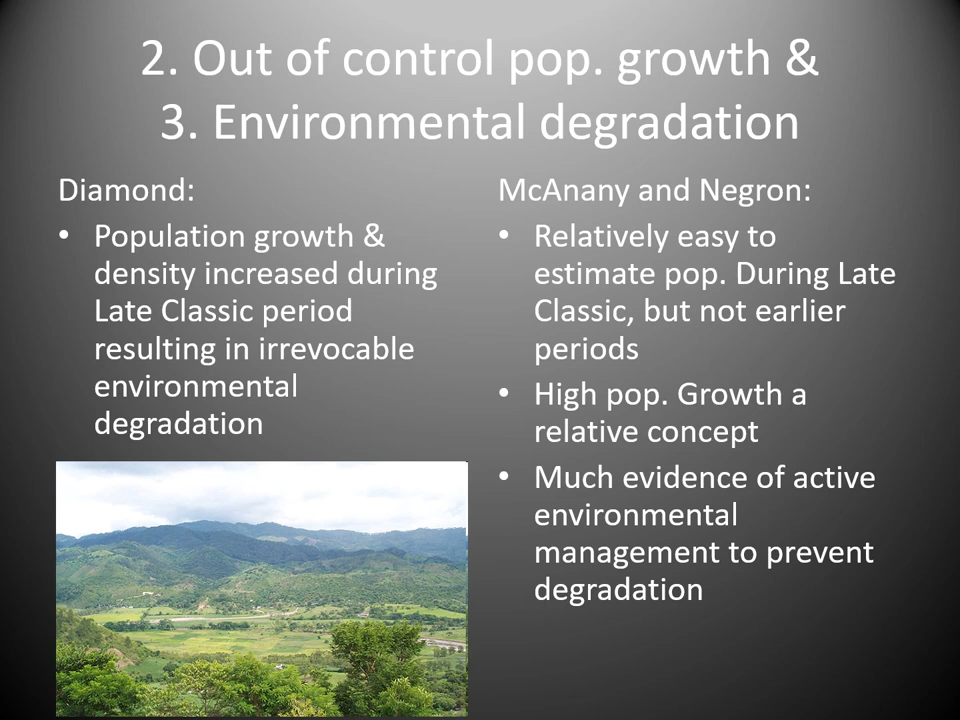 2. Out of control pop. growth &
3. Environmental degradation
Diamond:
• Population growth &
density increased during
Late Classic period
resulting in irrevocable
environmental
degradation
McAnany and Negron:
• Relatively easy to
estimate pop. During Late
Classic, but not earlier
periods
• High pop. Growth a
relative concept
• Much evidence of active
environmental
management to prevent
degradation